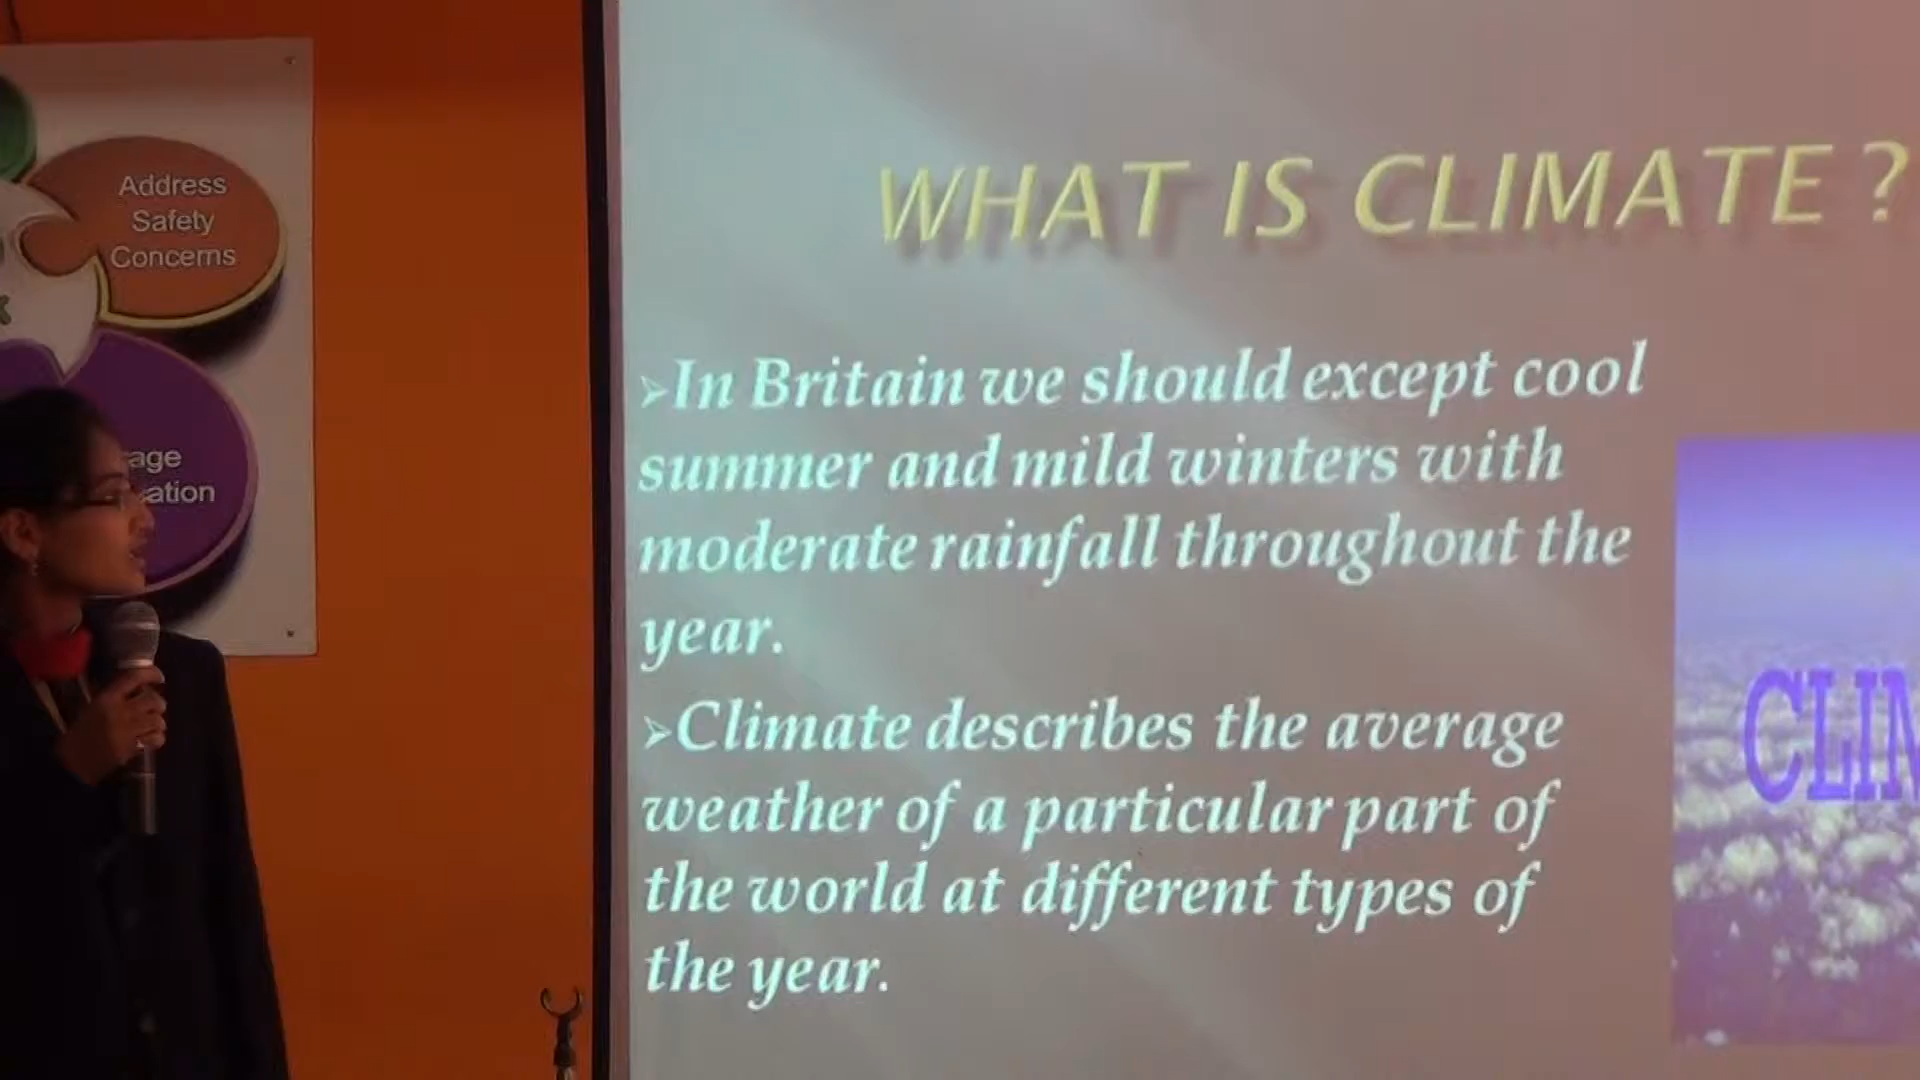 Address
Safety
Concerns
WHAT IS CLIMATE ?
➢In Britain we should except cool
summer and mild winters with
moderate rainfall throughout the
year.
➢Climate describes the average
weather of a particular part of
the world at different types of
the year.